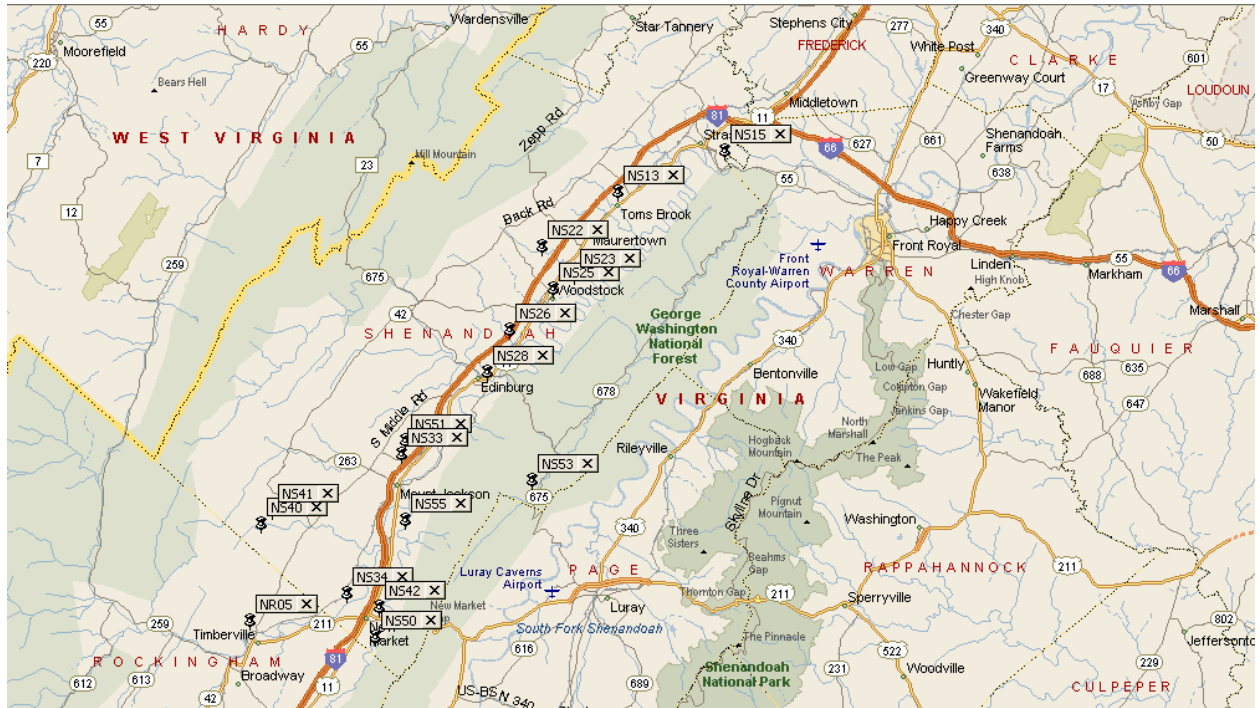 55
Wardensville
Star Tannery
Stephens City
277
340
HARDY
FREDERICK
White Post
Moorefield
55
CLARKE
601
220
Bears Hell
Greenway Court
17
LOUDOUN
Middletown
Ashby Gap
81
11
WEST VIRGINIA
Zepp Rd
NS15
66
627
661
Shenandoah
Farms
50
7
23
Mill Mountain
638
NS13
55
12
Back Rd
Toms Brook
522
Happy Creek
NS22
Maurertown
Front Royal
259
NS23
Front
Royal-Warren
County Airport
WARREN
Linden
55
675
NS25
Woodstock
Markham
66
High Knob
42
NS26
George
Washington
National
Forest
Chester Gap
Marshall
SHENANDOAH
340
NS28
Huntly
FAUQUIER
Edinburg
Bentonville
Low Gap
688
635
678
Compton Gap
Wakefield
Manor
VIRGINIA
647
S Middle Rd
Jenkins Gap
NS51
North
Marshall
NS33
Hogback
Mountain
Rileyville
The Peak
263
NS53
NS41
Mount Jackson
675
Skyline Dr
NS40
NS55
Pignut
Mountain
340
Washington
Three
Sisters
Beahms
Gap
Luray Caverns
Airport
PAGE
RAPPAHANNOCK
211
NS34
NS42
Thornton Gap
211
NR05
New Market
Luray
Sperryville
NS50
259
Timberville
211
Market
South Fork Shenandoah
802
616
The Pinnacle
Jefferson
ROCKINGHAM
81
Shenandoah
National Park
522
612
613
Broadway
231
Woodville
229
42
11
US-BS N 340
689
CULPEPER